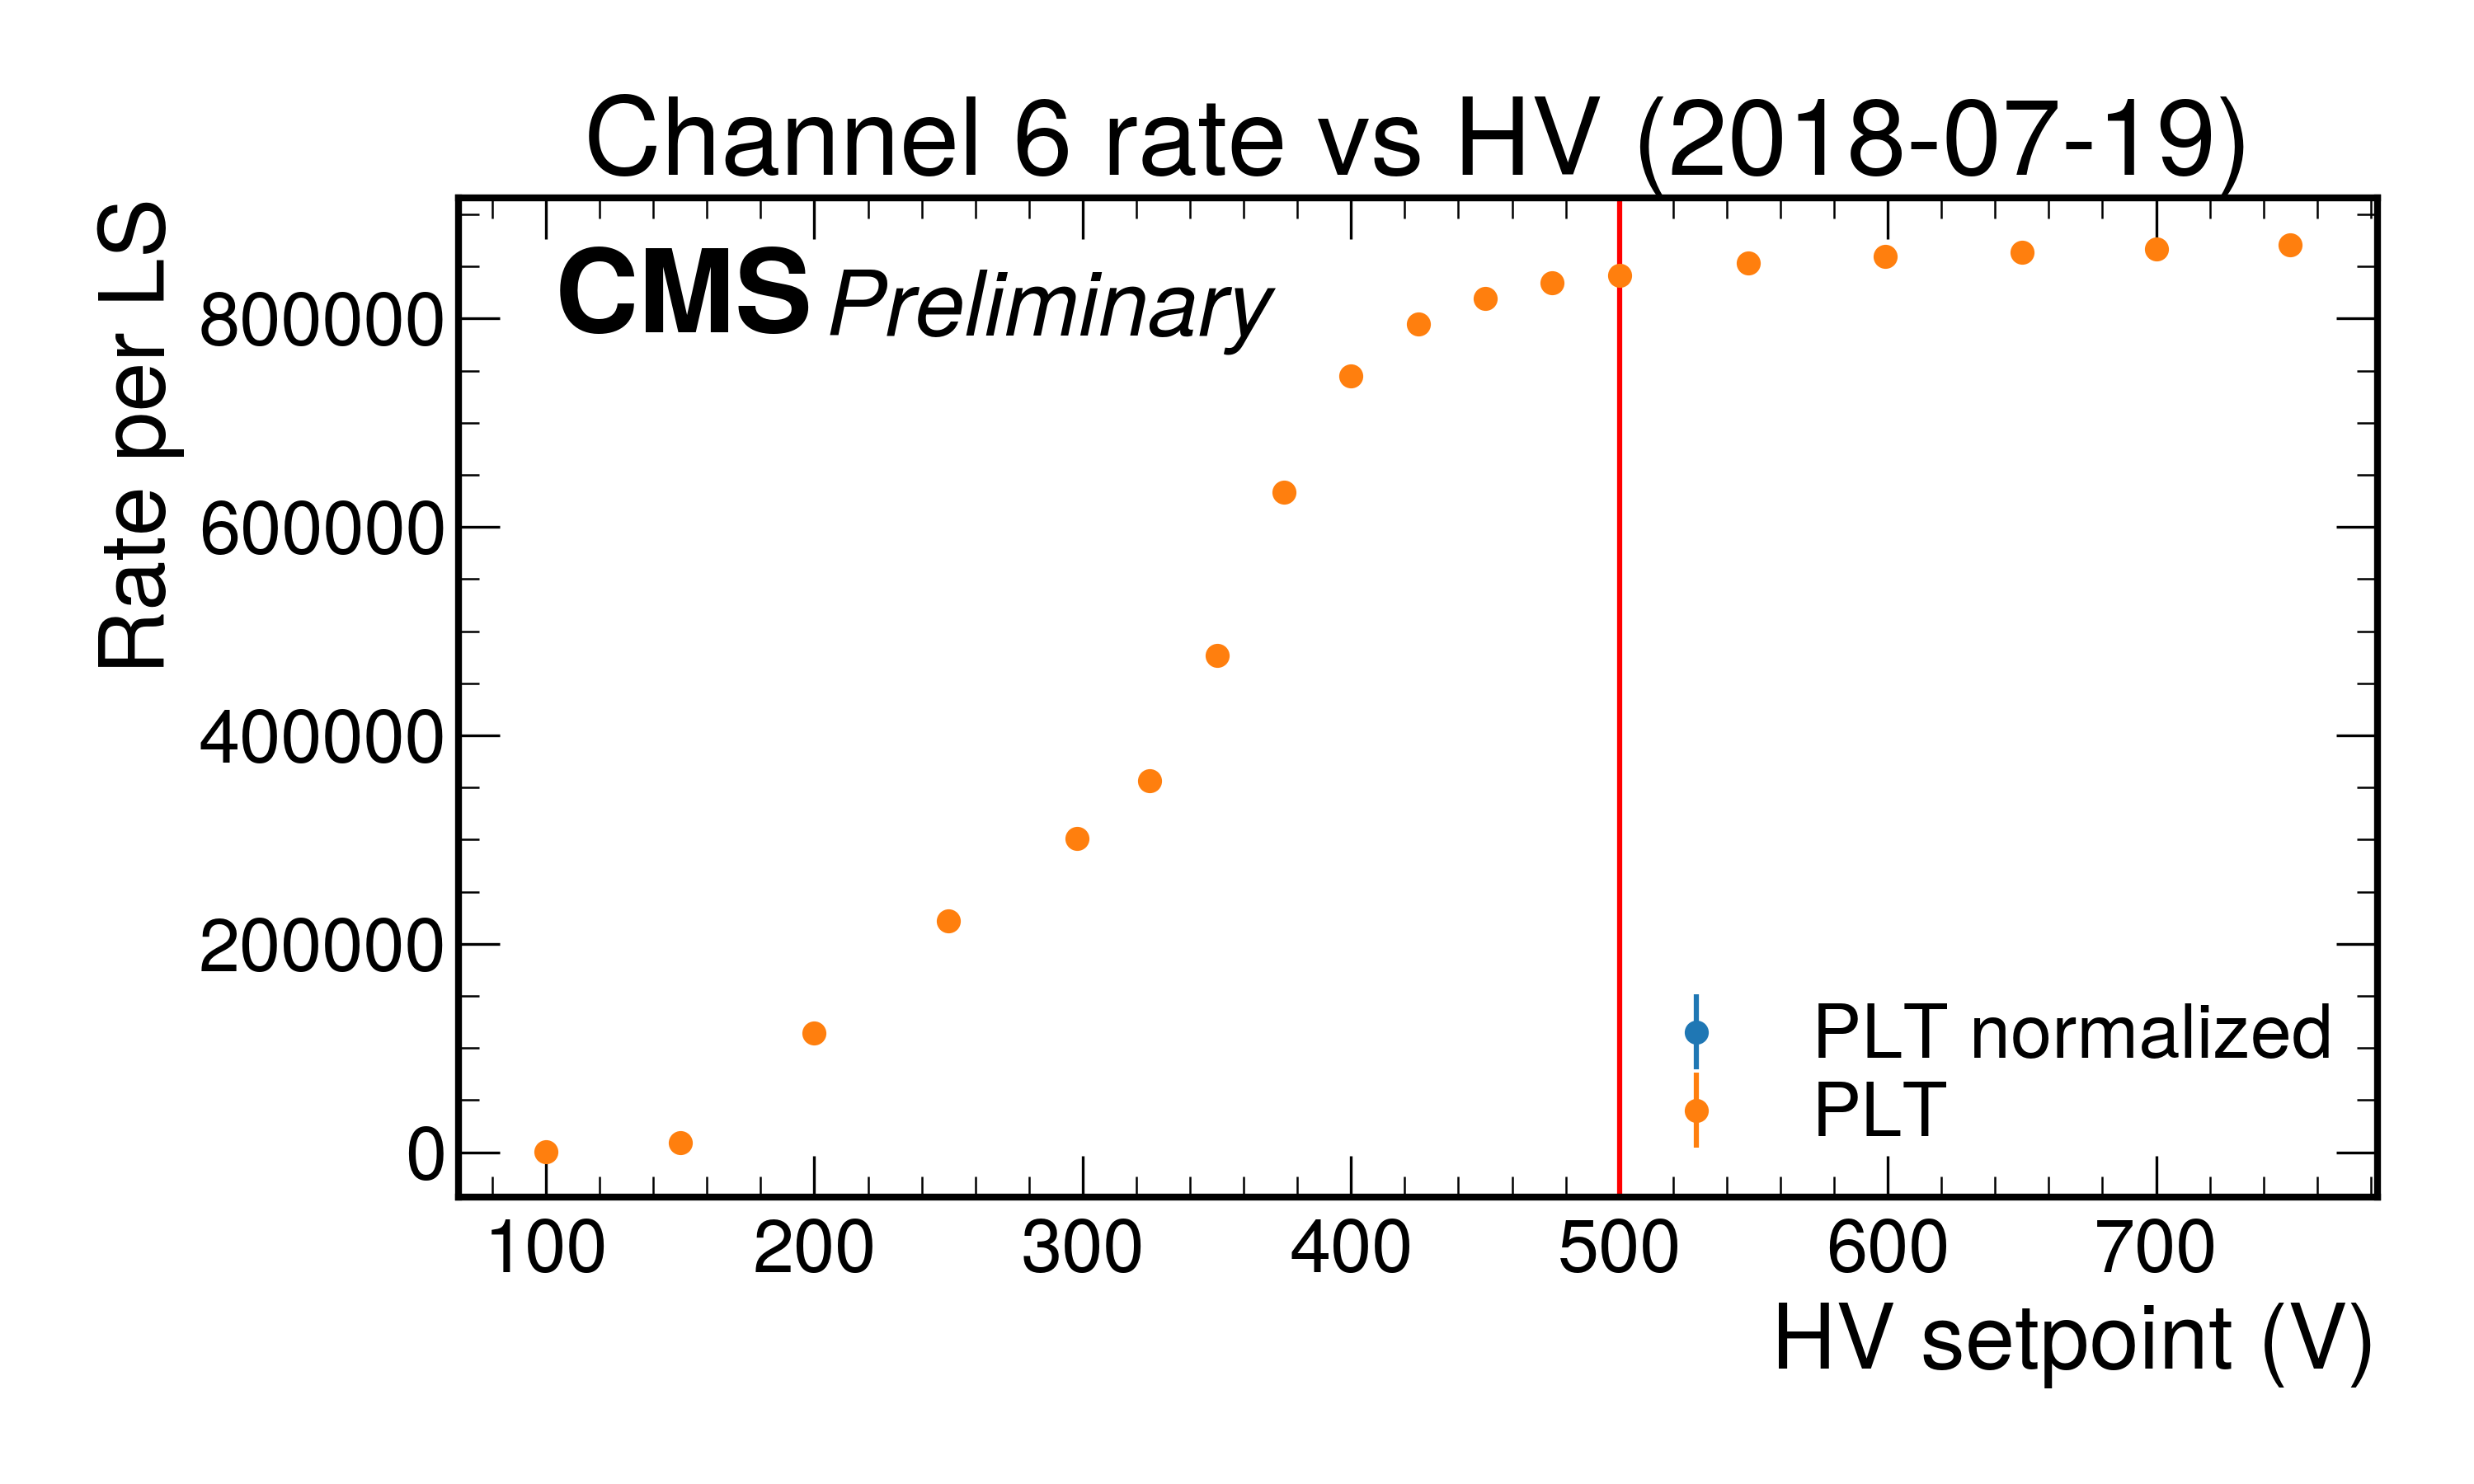 Channel 6 rate vs HV (2018-07-19)
CMS Preliminary
Rate per LS
800000
600000
400000
200000
0
PLT normalized
PLT
100 200 300 400 500 600 700
HV setpoint (V)